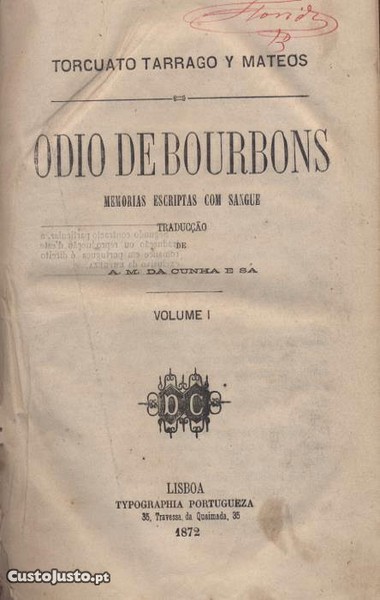 TORCUATO TARRAGO Y MATEOS
ODIO DE BOURBONS
MEMORIAS ESCRIPTAS COM SANGUE
TRADUCÇÃO
DE
A. M. DA CUNHA E SÁ
VOLUME I
DC
LISBOA
TYPOGRAPHIA PORTUGUEZA
35, Travessa da Queimada, 35
1872
CustoJusto.pt